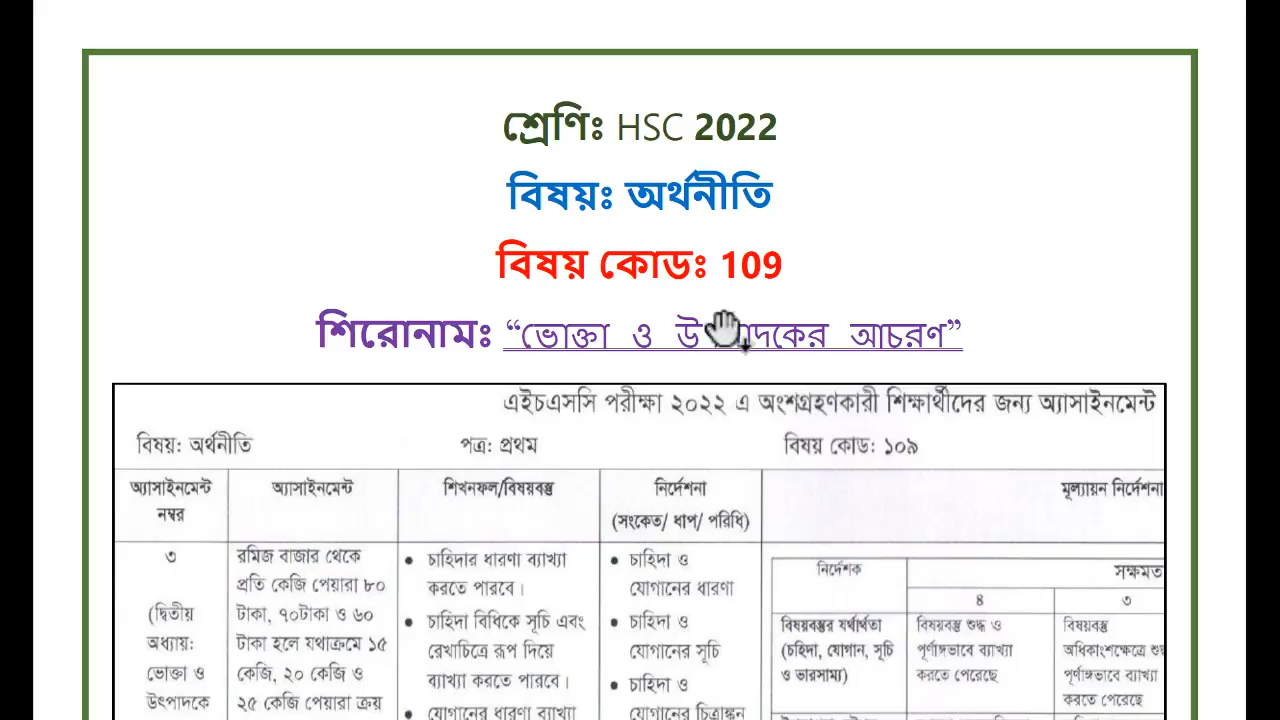 শ্রেণিঃ HSC 2022
বিষয়ঃ অর্থনীতি
বিষয় কোডঃ 109
শিরোনামঃ “ভোক্তা ও উৎপাদকের আচরণ”
এইচএসসি পরীক্ষা ২০২২ এ অংশগ্রহণকারী শিক্ষার্থীদের জন্য অ্যাসাইনমেন্ট
বিষয়: অর্থনীতি পত্র: প্রথম বিষয় কোড: ১০৯
অ্যাসাইনমেন্ট নম্বর
অ্যাসাইনমেন্ট
শিখনফল/বিষয়বস্তু
নির্দেশনা
(সংকেত/ ধাপ/ পরিধি)
মূল্যায়ন নির্দেশনা
৩
(দ্বিতীয়
অধ্যায়:
ভোক্তা ও
উৎপাদকে
রমিজ বাজার থেকে
প্রতি কেজি পেয়ারা ৮০
টাকা, ৭০টাকা ও ৬০
টাকা হলে যথাক্রমে ১৫
কেজি, ২০ কেজি ও
২৫ কেজি পেয়ারা ক্রয়
• চাহিদার ধারণা ব্যাখ্যা
করতে পারবে।
• চাহিদা বিধিকে সূচি এবং
রেখাচিত্রে রূপ দিয়ে
ব্যাখ্যা করতে পারবে।
• যোগানের ধারণা ব্যাখ্যা
• চাহিদা ও
যোগানের ধারণা
• চাহিদা ও
যোগানের সূচি
• চাহিদা ও
যোগানের চিত্রাঙ্কন
নির্দেশক
সক্ষমত
৪
৩
বিষয়বস্তুর যর্থার্থতা
(চাহিদা, যোগান, সূচি
ও ভারসাম্য)
বিষয়বস্তু শুদ্ধ ও
পূর্ণাঙ্গভাবে ব্যাখ্যা
করতে পেরেছে
বিষয়বস্তু
অধিকাংশক্ষেত্রে শুদ্ধ
পূর্ণাঙ্গভাবে ব্যাখ্যা
করতে পেরেছে